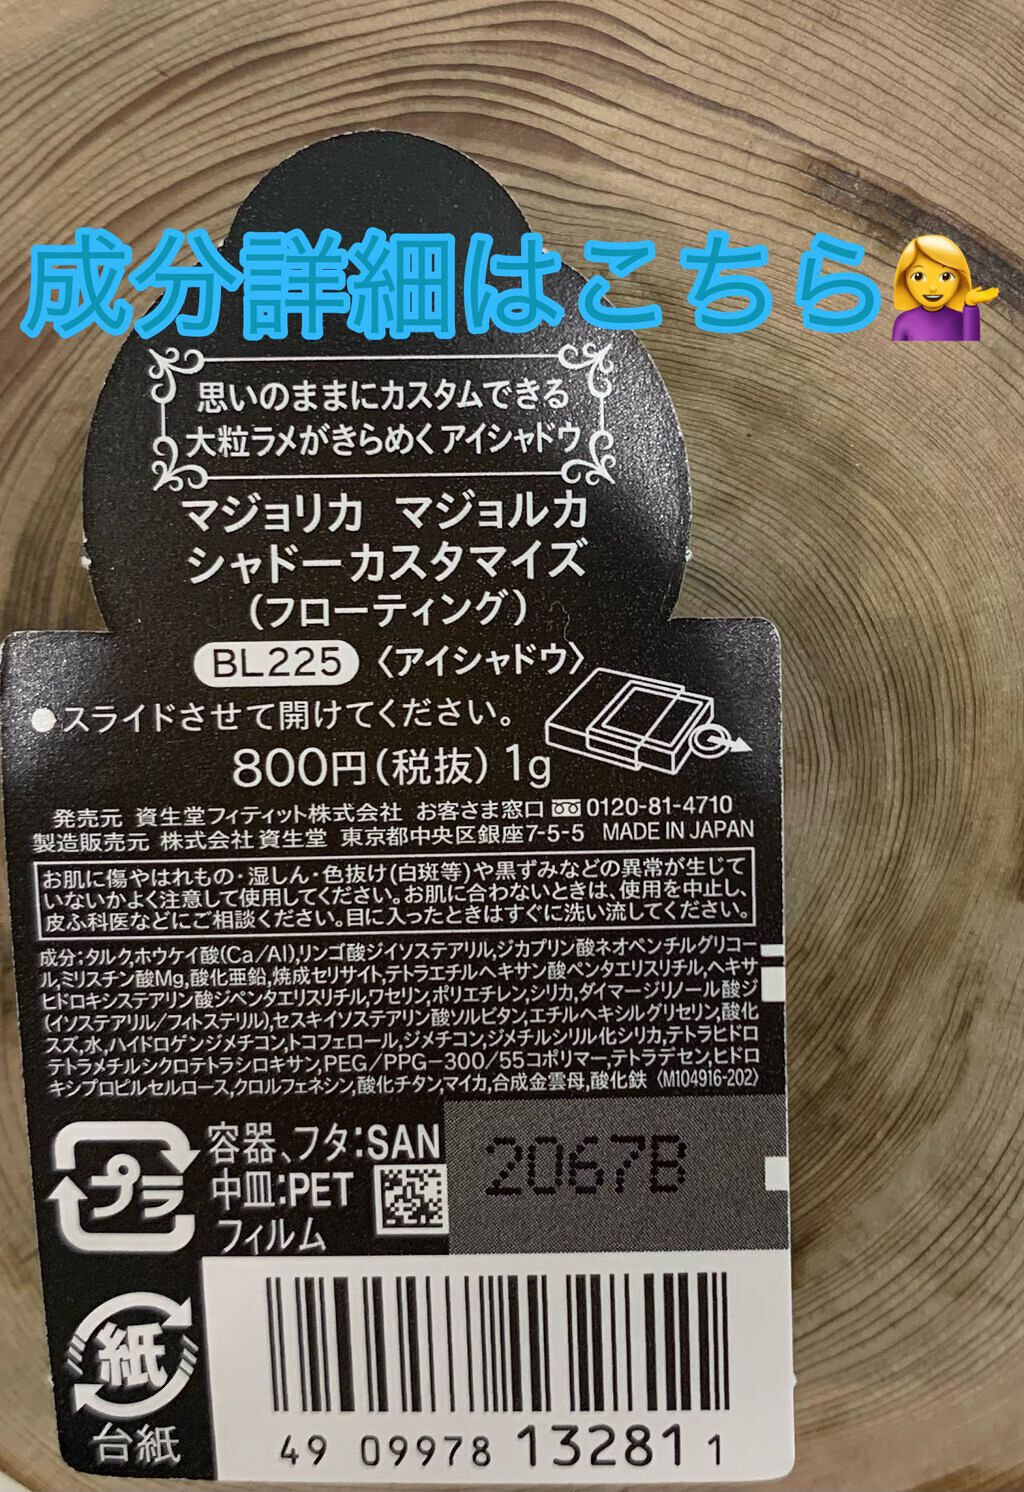 成分詳細はこちら💁‍♀️
思いのままにカスタムできる
大粒ラメがきらめくアイシャドウ
マジョリカ マジョルカ
シャドーカスタマイズ
(フローティング)
BL225 〈アイシャドウ〉
●スライドさせて開けてください。
800円(税抜) 1g
発売元 資生堂フィティット株式会社 お客さま窓口 0120-81-4710
製造販売元 株式会社 資生堂 東京都中央区銀座7-5-5 MADE IN JAPAN
お肌に傷やはれもの・湿しん・色抜け(白斑等)や黒ずみなどの異常が生じて
いないかよく注意して使用してください。お肌に合わないときは、使用を中止し、
皮ふ科医などにご相談ください。目に入ったときはすぐに洗い流してください。
成分:タルク,ホウケイ酸(Ca/Al),リンゴ酸ジイソステアリル,ジカプリン酸ネオペンチルグリコー
ル,ミリスチン酸Mg,酸化亜鉛,焼成セリサイト,テトラエチルヘキサン酸ペンタエリスリチル,ヘキサ
ヒドロキシステアリン酸ジペンタエリスリチル,ワセリン,ポリエチレン,シリカ,ダイマージリノール酸ジ
(イソステアリル/フィトステリル),セスキイソステアリン酸ソルビタン,エチルヘキシルグリセリン,酸化
スズ,水,ハイドロゲンジメチコン,トコフェロール,ジメチコン,ジメチルシリル化シリカ,テトラヒドロ
テトラメチルシクロテトラシロキサン,PEG/PPG-300/55コポリマー,テトラデセン,ヒドロ
キシプロピルセルロース,クロルフェネシン,酸化チタン,マイカ,合成金雲母,酸化鉄 〈M104916-202〉
プラ
容器、フタ:SAN
中皿:PET
フィルム
2067B
紙
台紙
49 09978 13281 1